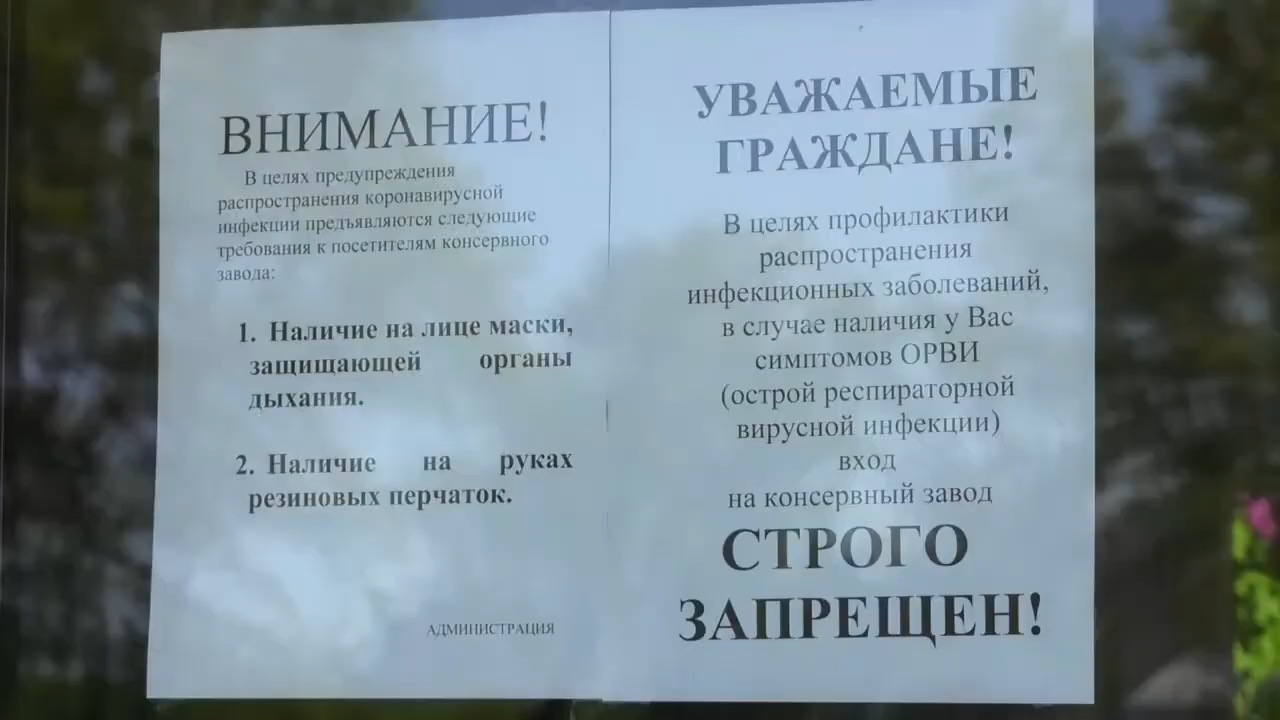 ВНИМАНИЕ!
В целях предупреждения
распространения коронавирусной
инфекции предъявляются следующие
требования к посетителям консервного
завода:
1. Наличие на лице маски,
защищающей органы
дыхания.
2. Наличие на руках
резиновых перчаток.
АДМИНИСТРАЦИЯ
УВАЖАЕМЫЕ
ГРАЖДАНЕ!
В целях профилактики
распространения
инфекционных заболеваний,
в случае наличия у Вас
симптомов ОРВИ
(острой респираторной
вирусной инфекции)
вход
на консервный завод
СТРОГО
ЗАПРЕЩЕН!